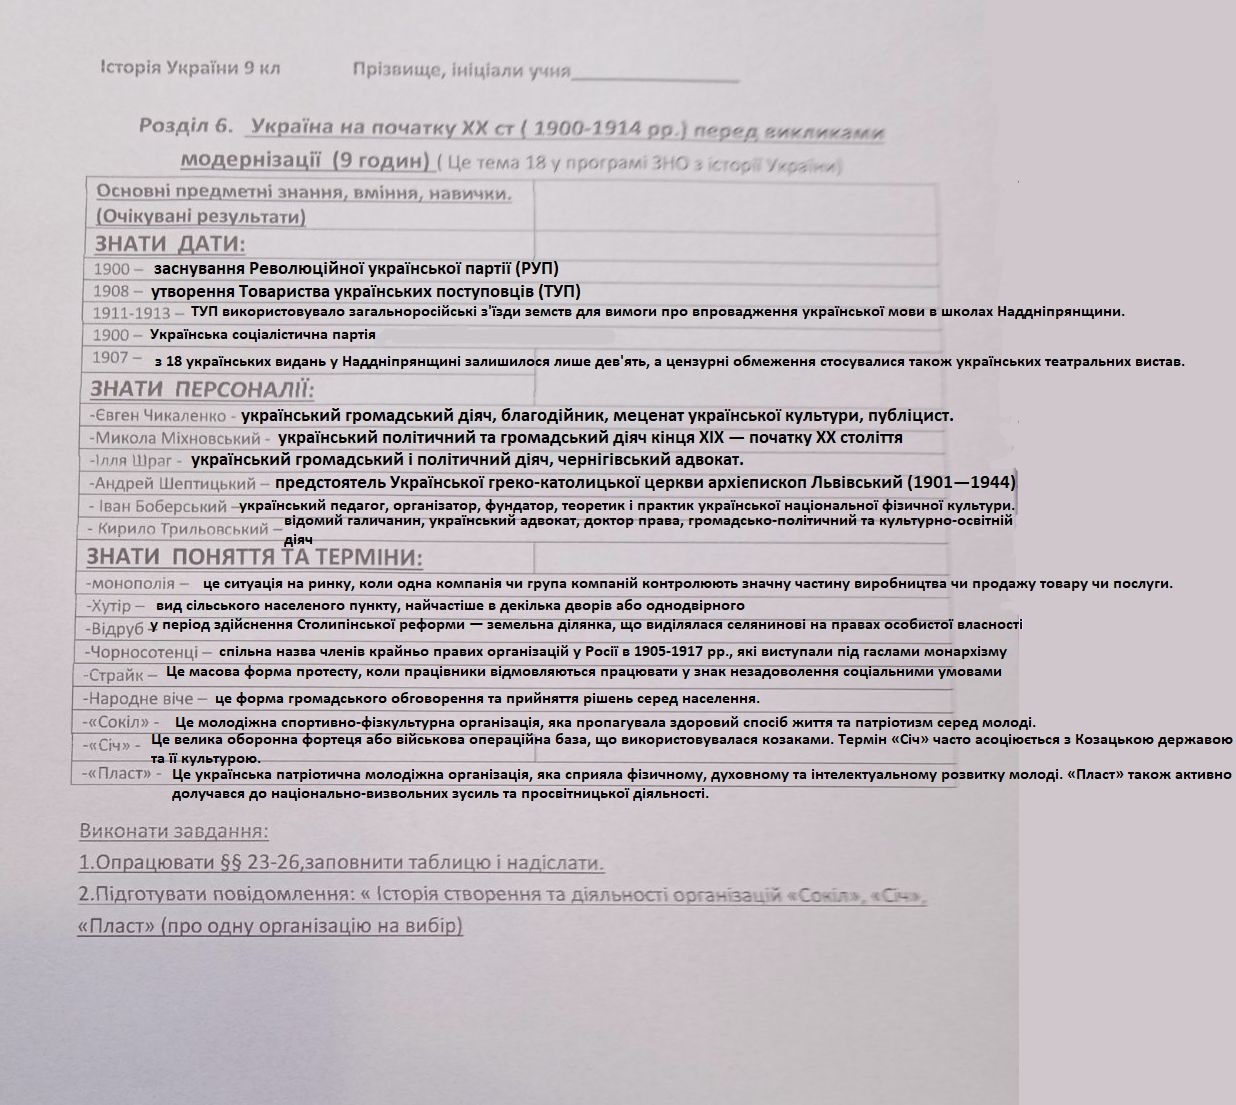 Історія України 9 кл Прізвище, ініціали учня________________
Розділ 6. Україна на початку ХХ ст ( 1900-1914 рр.) перед викликами
модернізації (9 годин) ( Це тема 18 у програмі ЗНО з історії України)
Основні предметні знання, вміння, навички.
(Очікувані результати)
ЗНАТИ ДАТИ:
1900 – заснування Революційної української партії (РУП)
1908 – утворення Товариства українських поступовців (ТУП)
1911-1913 – ТУП використовувало загальноросійські з'їзди земств для вимоги про впровадження української мови в школах Наддніпрянщини.
1900 – Українська соціалістична партія
1907 – з 18 українських видань у Наддніпрянщині залишилося лише дев'ять, а цензурні обмеження стосувалися також українських театральних вистав.
ЗНАТИ ПЕРСОНАЛІЇ:
-Євген Чикаленко - український громадський діяч, благодійник, меценат української культури, публіцист.
-Микола Міхновський - український політичний та громадський діяч кінця XIX — початку XX століття
-Ілля Шраг - український громадський і політичний діяч, чернігівський адвокат.
-Андрей Шептицький – предстоятель Української греко-католицької церкви архієпископ Львівський (1901—1944)
- Іван Боберський – український педагог, організатор, фундатор, теоретик і практик української національної фізичної культури.
- Кирило Трильовський – відомий галичанин, український адвокат, доктор права, громадсько-політичний та культурно-освітній
діяч
ЗНАТИ ПОНЯТТЯ ТА ТЕРМІНИ:
-монополія – це ситуація на ринку, коли одна компанія чи група компаній контролюють значну частину виробництва чи продажу товару чи послуги.
-Хутір – вид сільського населеного пункту, найчастіше в декілька дворів або однодвірного
-Відруб – у період здійснення Столипінської реформи — земельна ділянка, що виділялася селянинові на правах особистої власності
-Чорносотенці – спільна назва членів крайньо правих організацій у Росії в 1905-1917 рр., які виступали під гаслами монархізму
-Страйк – Це масова форма протесту, коли працівники відмовляються працювати у знак незадоволення соціальними умовами
-Народне віче – це форма громадського обговорення та прийняття рішень серед населення.
-«Сокіл» - Це молодіжна спортивно-фізкультурна організація, яка пропагувала здоровий спосіб життя та патріотизм серед молоді.
-«Січ» - Це велика оборонна фортеця або військова операційна база, що використовувалася козаками. Термін «Січ» часто асоціюється з Козацькою державою
та її культурою.
-«Пласт» - Це українська патріотична молодіжна організація, яка сприяла фізичному, духовному та інтелектуальному розвитку молоді. «Пласт» також активно
долучався до національно-визвольних зусиль та просвітницької діяльності.
Виконати завдання:
1.Опрацювати §§ 23-26,заповнити таблицю і надіслати.
2.Підготувати повідомлення: « Історія створення та діяльності організацій «Сокіл», «Січ»,
«Пласт» (про одну організацію на вибір)